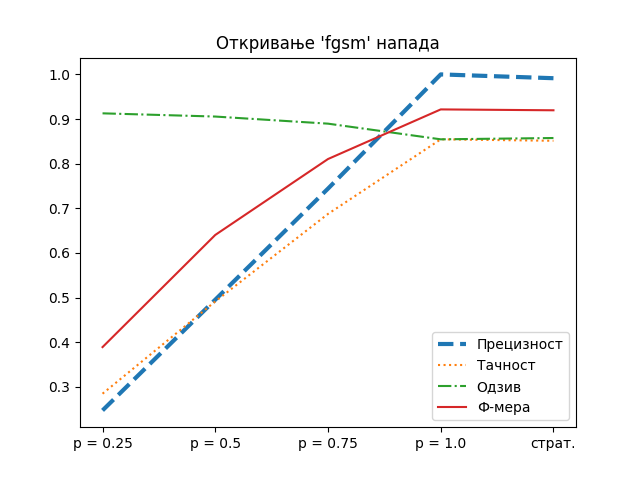 Откривање 'fgsm' напада
1.0
0.9
0.8
0.7
0.6
0.5
0.4
0.3
Прецизност
Тачност
Одзив
Ф-мера
p = 0.25 p = 0.5 p = 0.75 p = 1.0 страт.